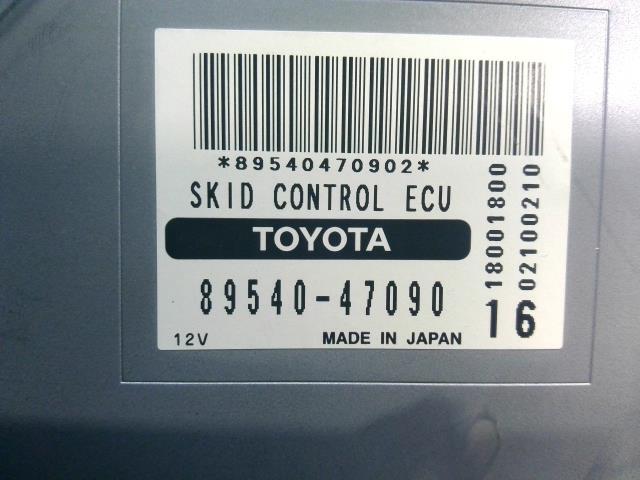 *89540470902*
SKID CONTROL ECU
TOYOTA
89540-47090
12V MADE IN JAPAN
18001800
02100210
16